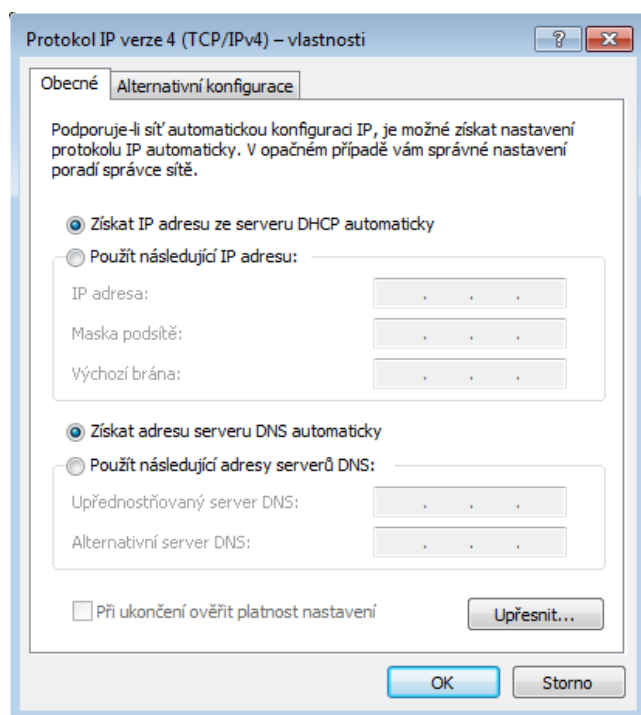 Protokol IP verze 4 (TCP/IPv4) – vlastnosti
?
Obecné
Alternativní konfigurace
Podporuje-li síť automatickou konfiguraci IP, je možné získat nastavení
protokolu IP automaticky. V opačném případě vám správné nastavení
poradí správce sítě.
Získat IP adresu ze serveru DHCP automaticky
Použít následující IP adresu:
IP adresa: . . .
Maska podsítě: . . .
Výchozí brána: . . .
Získat adresu serveru DNS automaticky
Použít následující adresy serverů DNS:
Upřednostňovaný server DNS: . . .
Alternativní server DNS: . . .
Při ukončení ověřit platnost nastavení
Upřesnit...
OK
Storno